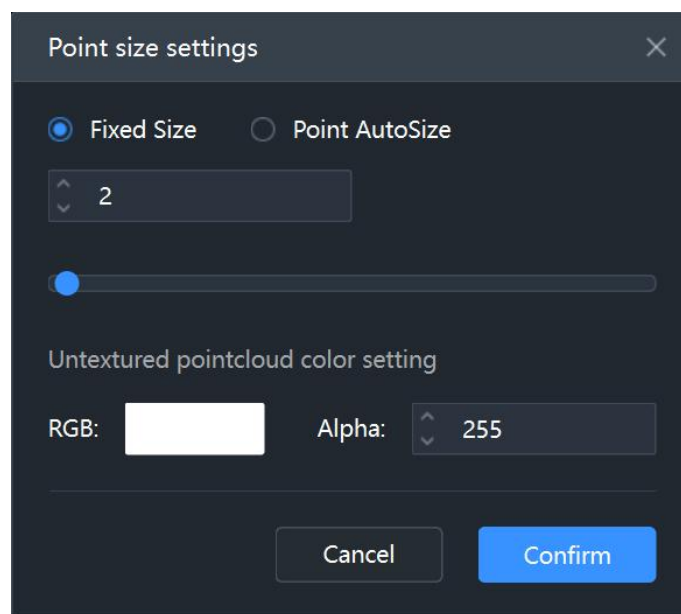 Point size settings
Fixed Size Point AutoSize
2
Untextured pointcloud color setting
RGB: Alpha: 255
Cancel Confirm